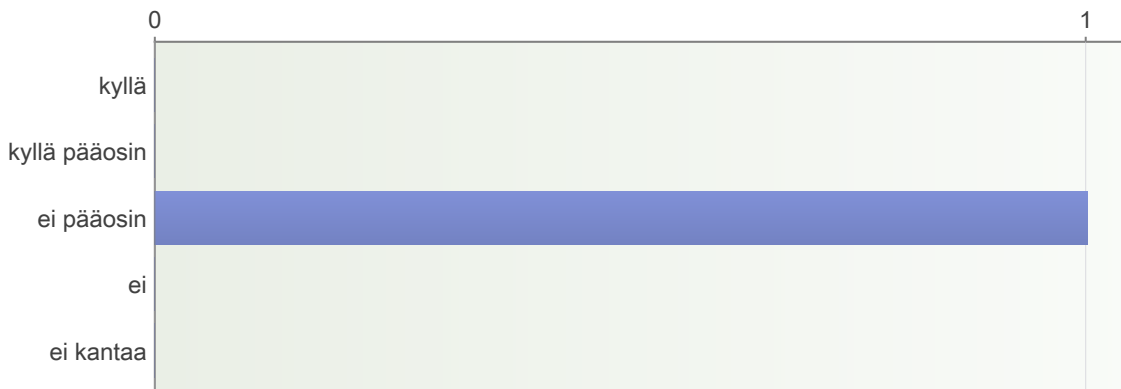 0 1
kyllä
kyllä pääosin
ei pääosin
ei
ei kantaa